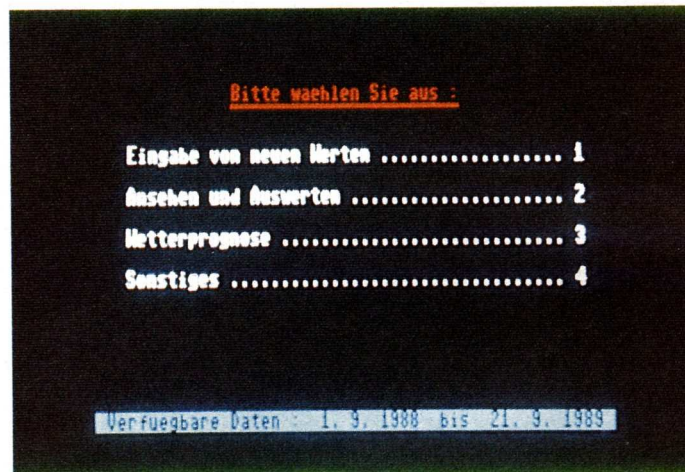 Bitte waehlen Sie aus :
Eingabe von neuen Werten .................. 1
Ansehen und Auswerten ....................... 2
Wetterprognose ............................. 3
Sonstiges .................................. 4
Verfuegbare Daten : 1. 9. 1988 bis 21. 9. 1989